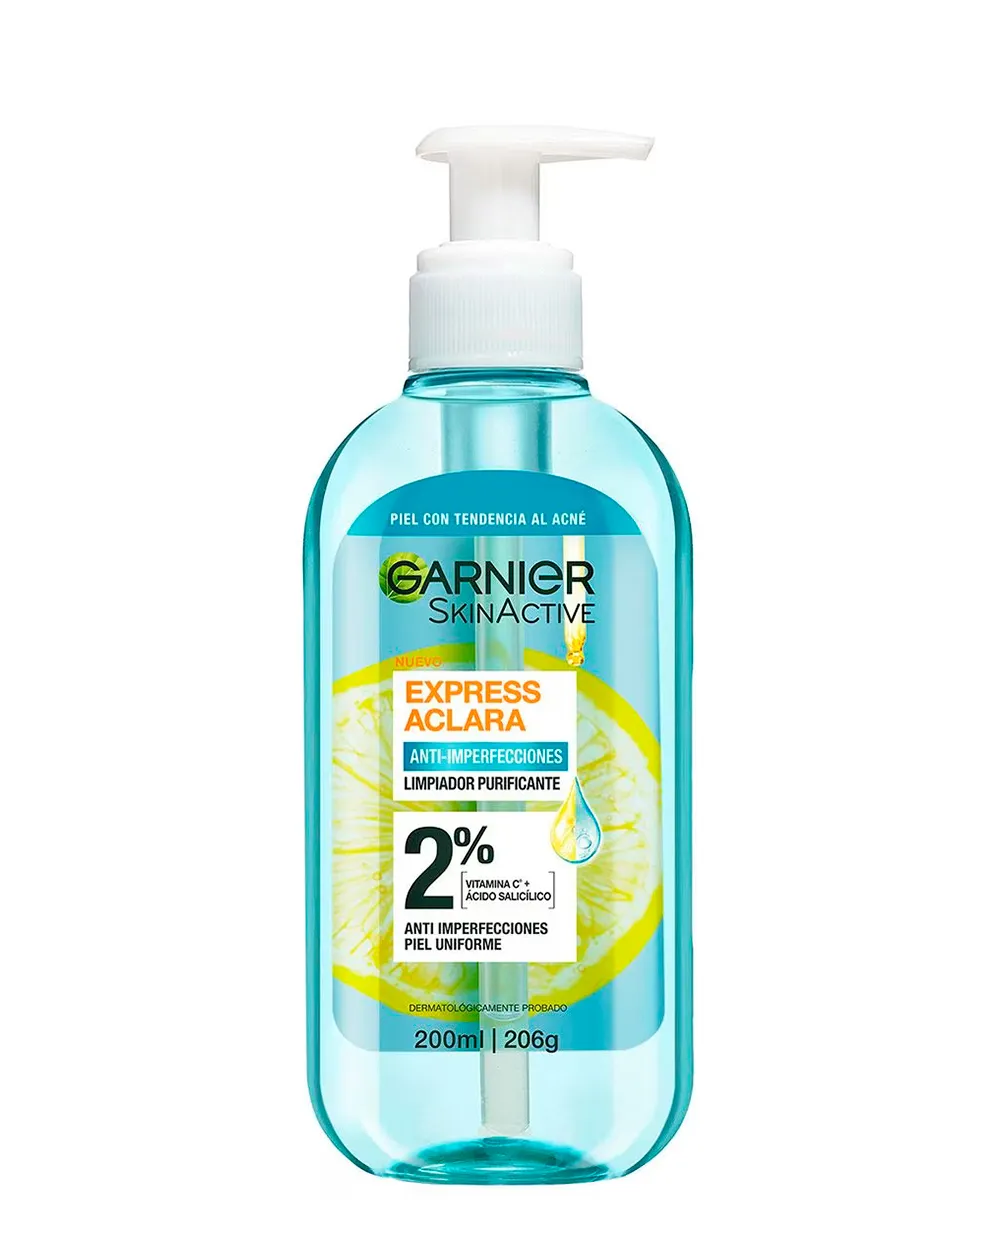 PIEL CON TENDENCIA AL ACNÉ
GARNIER
SKINACTIVE
NUEVO
EXPRESS
ACLARA
ANTI-IMPERFECCIONES
LIMPIADOR PURIFICANTE
2%
VITAMINA C* +
ÁCIDO SALICÍLICO
ANTI IMPERFECCIONES
PIEL UNIFORME
DERMATOLÓGICAMENTE PROBADO
200ml | 206g